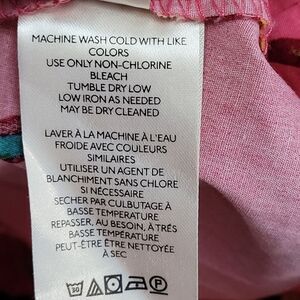 MACHINE WASH COLD WITH LIKE
COLORS
USE ONLY NON-CHLORINE
BLEACH
TUMBLE DRY LOW
LOW IRON AS NEEDED
MAY BE DRY CLEANED
LAVER À LA MACHINE À L'EAU
FROIDE AVEC COULEURS
SIMILAIRES
UTILISER UN AGENT DE
BLANCHIMENT SANS CHLORE
SI NÉCESSAIRE
SECHER PAR CULBUTAGE À
BASSE TEMPÉRATURE
REPASSER, AU BESOIN, À TRÈS
BASSE TEMPÉRATURE
PEUT-ÊTRE ÊTRE NETTOYÉE
À SEC
30